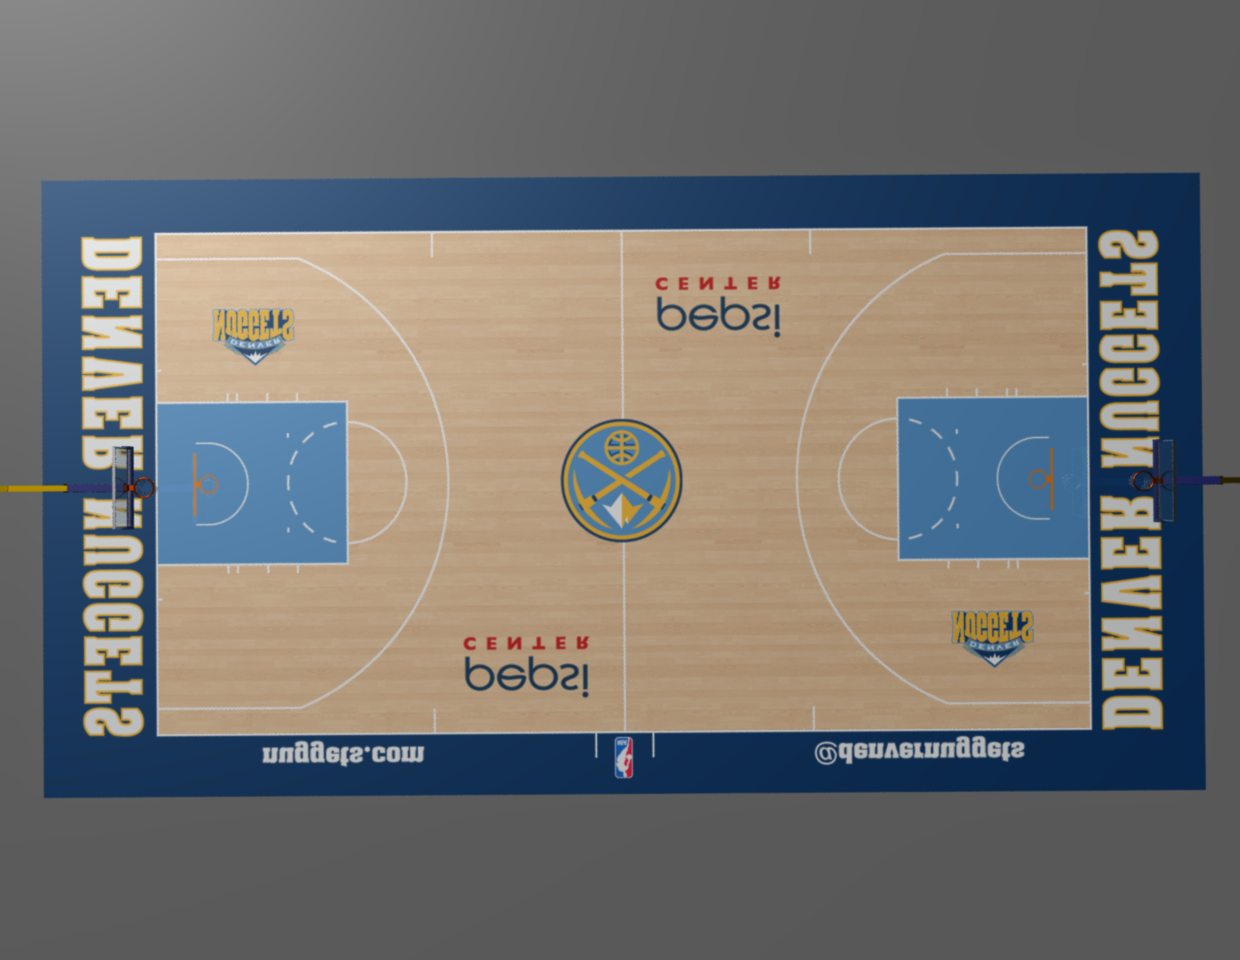 DENVER NUGGETS
NUGGETS
DENVER
CENTER
pepsi
CENTER
pepsi
NUGGETS
DENVER
DENVER NUGGETS
nuggets.com
@denvernuggets